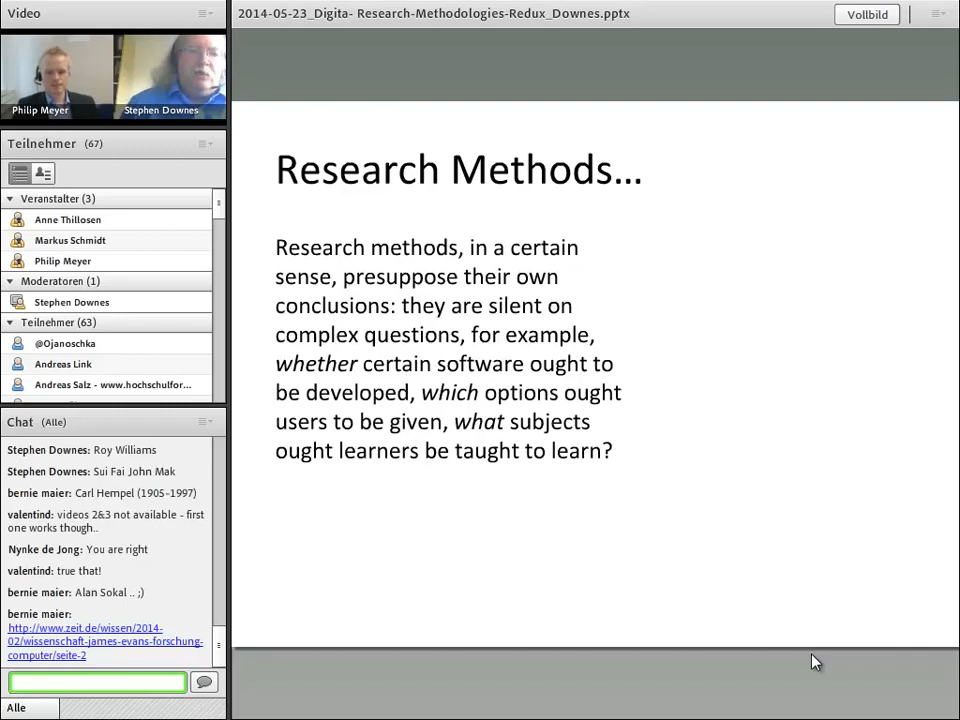 Video
Philip Meyer
Stephen Downes
Teilnehmer (67)
Veranstalter (3)
Anne Thillosen
Markus Schmidt
Philip Meyer
Moderatoren (1)
Stephen Downes
Teilnehmer (63)
@Ojanoschka
Andreas Link
Andreas Salz - www.hochschulfor...
Chat (Alle)
Stephen Downes: Roy Williams
Stephen Downes: Sui Fai John Mak
bernie maier: Carl Hempel (1905-1997)
valentind: videos 2&3 not available - first
one works though..
Nynke de Jong: You are right
valentind: true that!
bernie maier: Alan Sokal .. ;)
bernie maier:
http://www.zeit.de/wissen/2014-
02/wissenschaft-james-evans-forschung-
computer/seite-2
Alle
2014-05-23_Digita- Research-Methodologies-Redux_Downes.pptx
Vollbild
Research Methods...
Research methods, in a certain
sense, presuppose their own
conclusions: they are silent on
complex questions, for example,
whether certain software ought to
be developed, which options ought
users to be given, what subjects
ought learners be taught to learn?